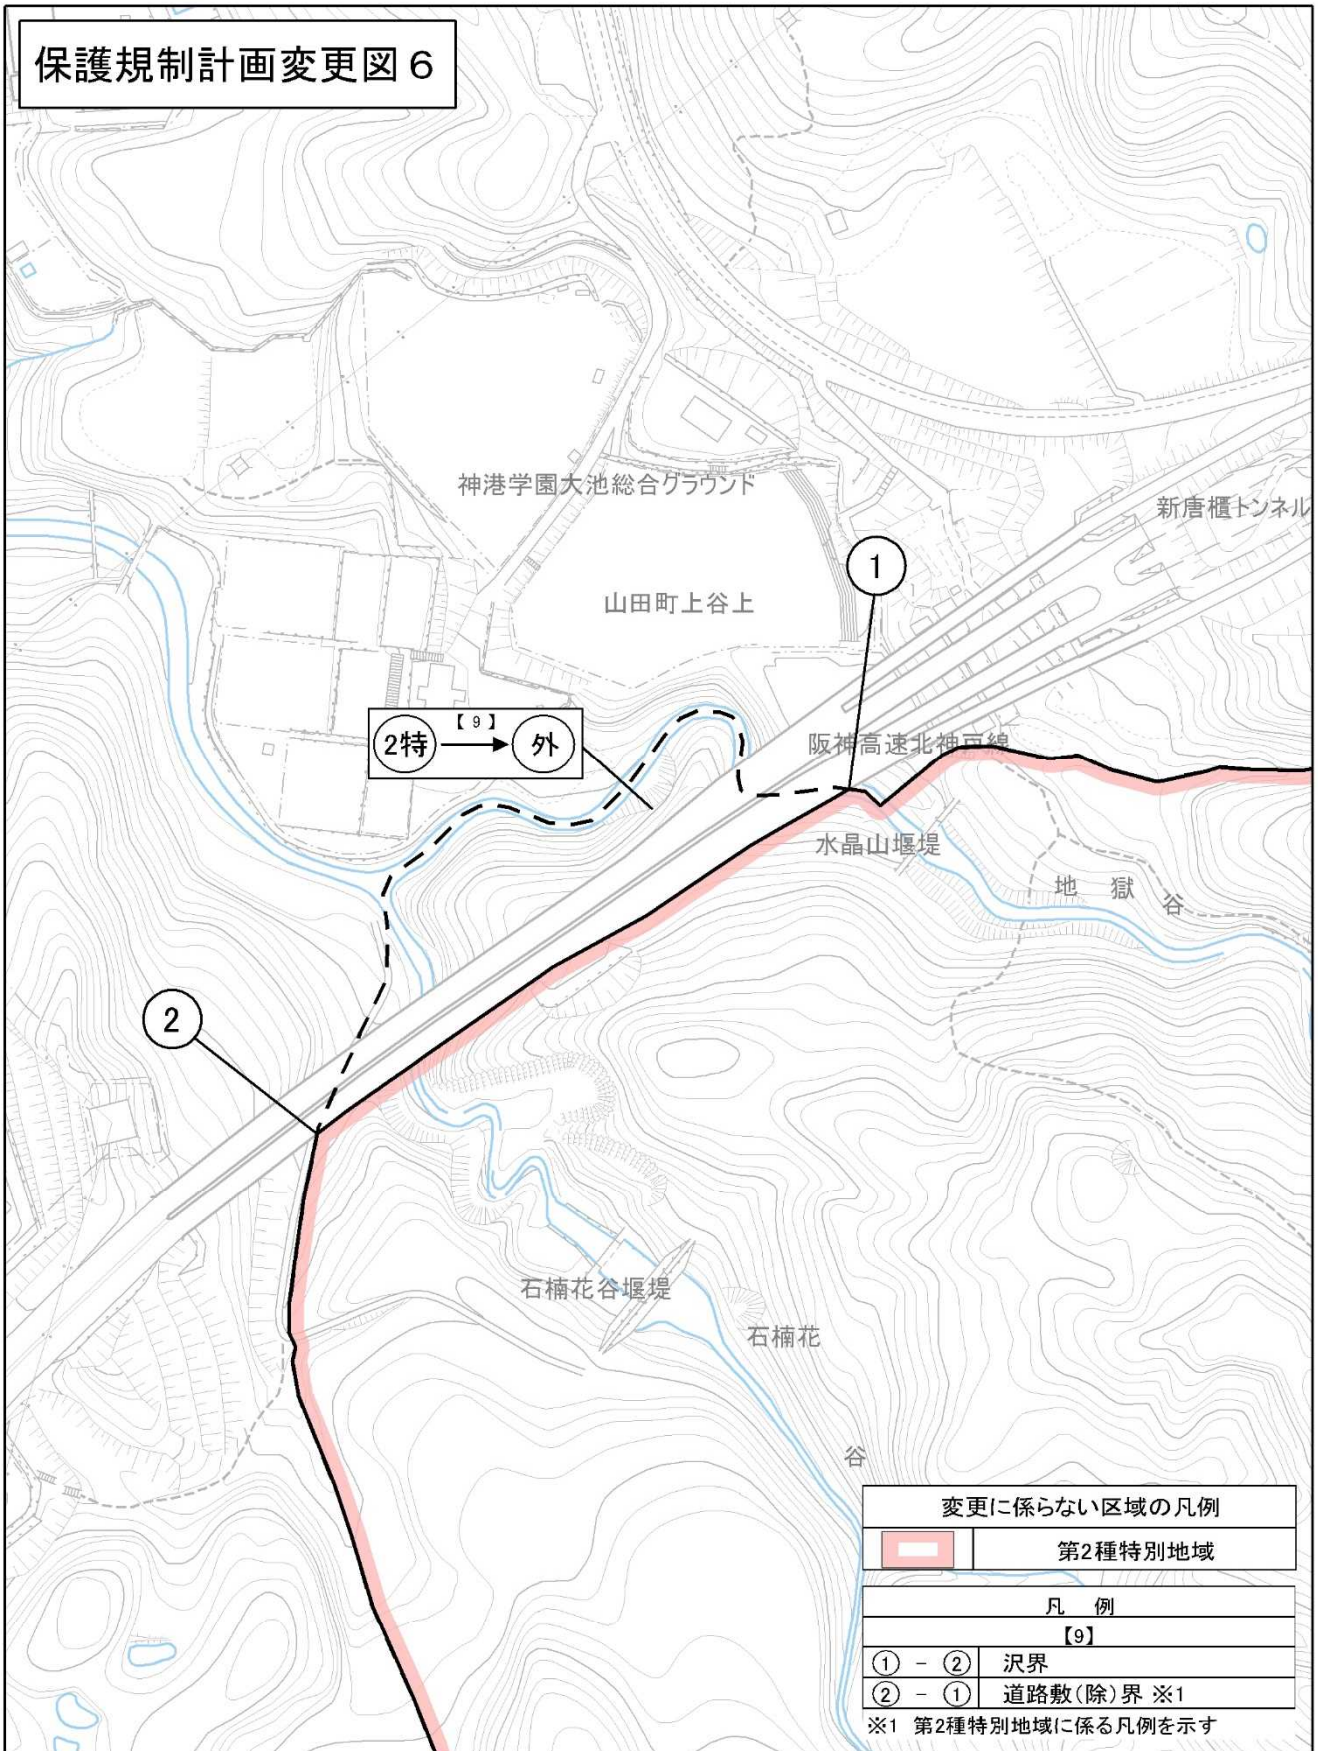 保護規制計画変更図6
神港学園大池総合グラウンド
新唐櫃トンネル
1
山田町上谷上
【9】
2特 → 外
阪神高速北神戸線
水晶山堰堤
地獄谷
2
石楠花谷堰堤
石楠花
谷
変更に係らない区域の凡例
第2種特別地域
凡 例
【9】
① - ② 沢界
② - ① 道路敷(除)界 ※1
※1 第2種特別地域に係る凡例を示す